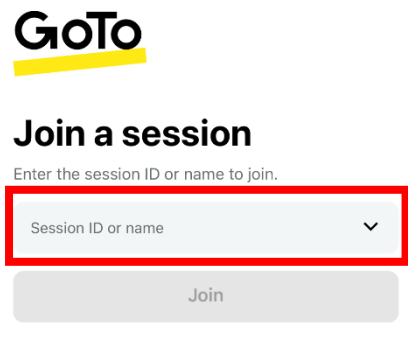 GoTo
Join a session
Enter the session ID or name to join.
Session ID or name
Join